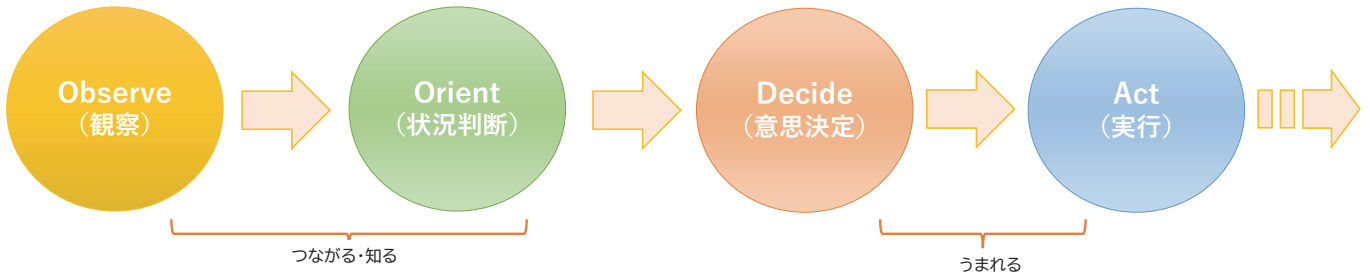 Observe
（観察）
Orient
（状況判断）
Decide
（意思決定）
Act
（実行）
つながる・知る
うまれる